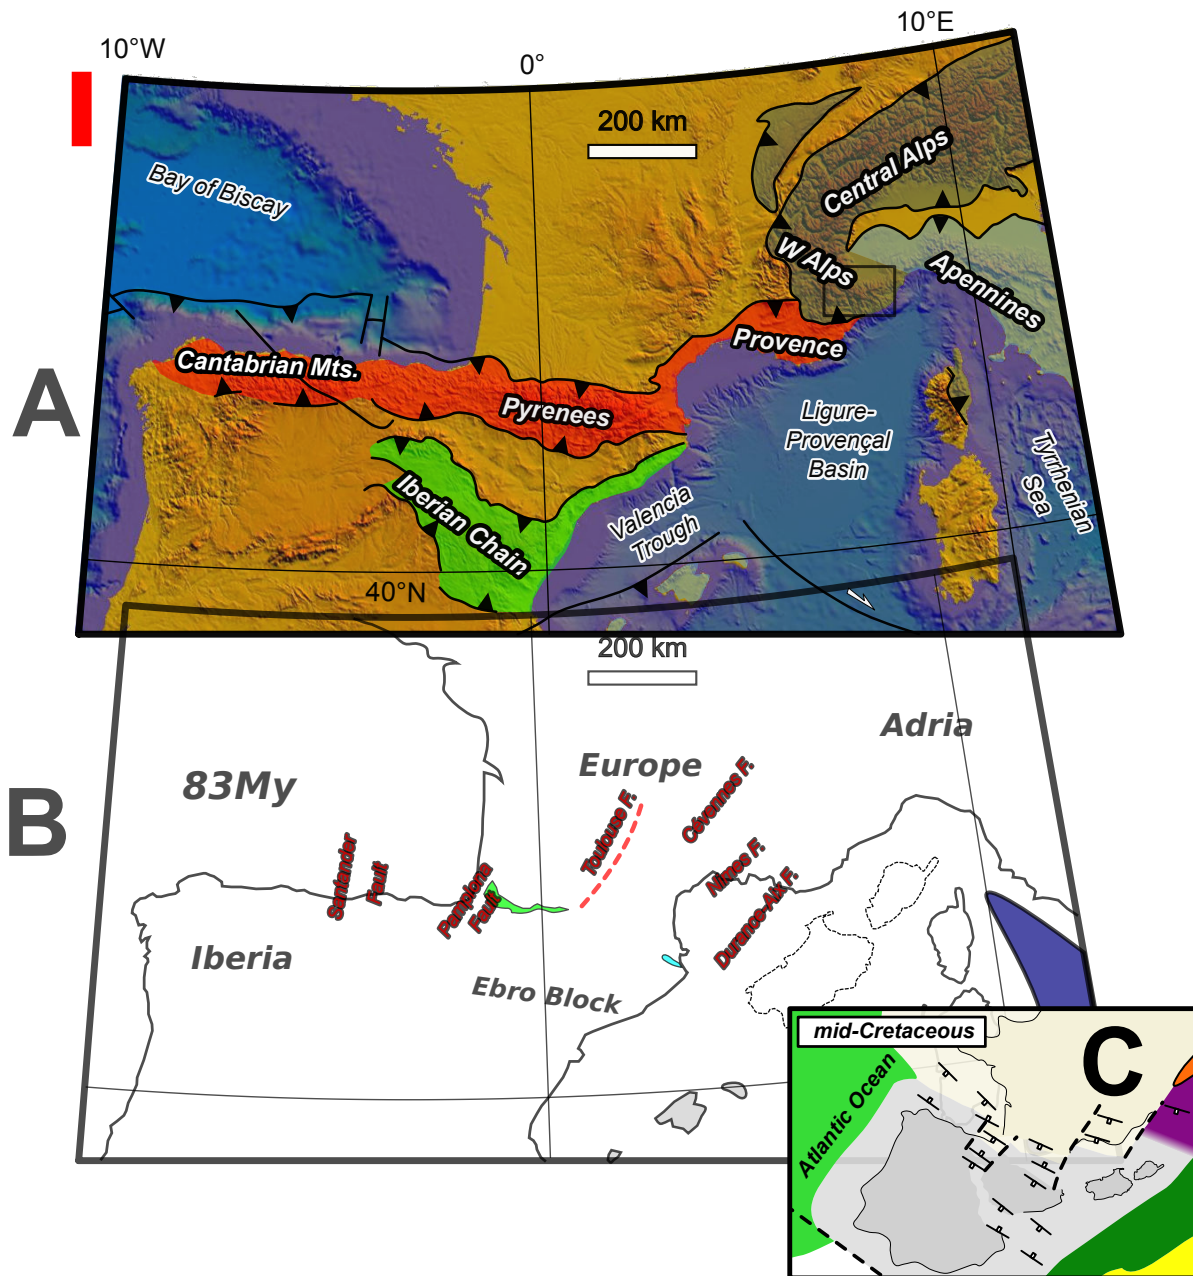 10°W
0°
10°E
200 km
Bay of Biscay
Central Alps
W Alps
Apennines
Provence
Cantabrian Mts.
Pyrenees
A
Ligure-
Provençal
Basin
Tyrrhenian
Sea
Iberian Chain
Valencia
Trough
40°N
200 km
Adria
Europe
83My
B
Toulouse F.
Cévennes F.
Santander
Fault
Pamplona
Fault
Nîmes F.
Durance-Aix F.
Iberia
Ebro Block
mid-Cretaceous
C
Atlantic Ocean